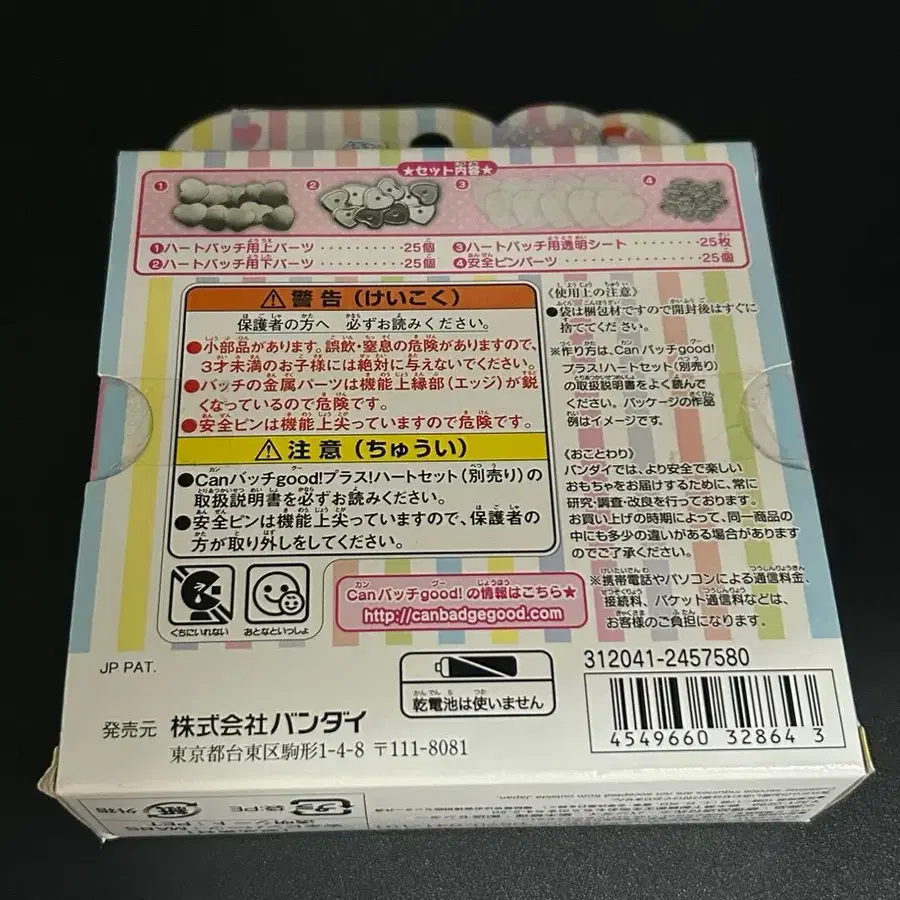 ★セット内容★
① ② ③ ④
①ハートバッチ用上パーツ ·········25個
②ハートバッチ用下パーツ ·········25個
③ハートバッチ用透明シート ·········25枚
④安全ピンパーツ ·········25個
⚠警告(けいこく)
保護者の方へ 必ずお読みください。
●小部品があります。誤飲・窒息の危険がありますので、
3才未満のお子様には絶対に与えないでください。
●バッチの金属パーツは機能上縁部(エッジ)が鋭
くなっているので危険です。
●安全ピンは機能上尖っていますので危険です。
⚠注意(ちゅうい)
●Canバッチgood!プラス!ハートセット(別売り)の
取扱説明書を必ずお読みください。
●安全ピンは機能上尖っていますので、保護者の
方が取り外しをしてください。
くちにいれない おとなといっしょ
《使用上の注意》
●袋は梱包材ですので開封後はすぐに
捨ててください。
※作り方は、Canバッチgood!
プラス!ハートセット(別売り)
の取扱説明書をよく読んで
ください。パッケージの作品
例はイメージです。
《おことわり》
バンダイでは、より安全で楽しい
おもちゃをお届けするために、常に
研究・調査・改良を行っております。
お買い上げの時期によって、同一商品の
中にも多少の違いがある場合があります
のでご了承ください。
※携帯電話やパソコンによる通信料金、
接続料、パケット通信料などは、
お客様のご負担になります。
Canバッチgood!の情報はこちら★
http://canbadgegood.com
JP PAT.
乾電池は使いません
312041-2457580
4549660 32864 3
発売元 株式会社バンダイ
東京都台東区駒形1-4-8 〒111-8081
紙 外箱
プラ 袋:PE